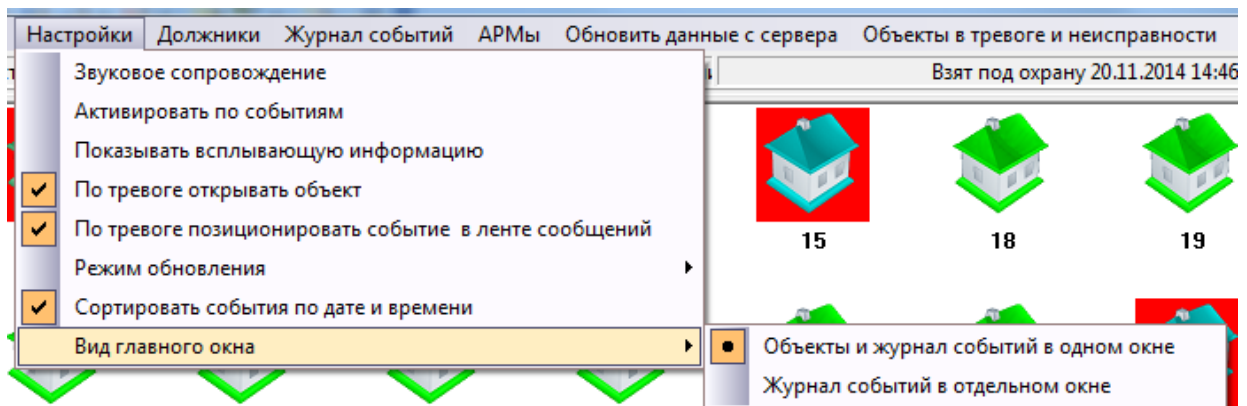 Настройки Должники Журнал событий АРМы Обновить данные с сервера Объекты в тревоге и неисправности
Звуковое сопровождение
Взят под охрану 20.11.2014 14:46
Активировать по событиям
Показывать всплывающую информацию
По тревоге открывать объект
По тревоге позиционировать событие в ленте сообщений
15 18 19
Режим обновления
Сортировать события по дате и времени
Вид главного окна
Объекты и журнал событий в одном окне
Журнал событий в отдельном окне